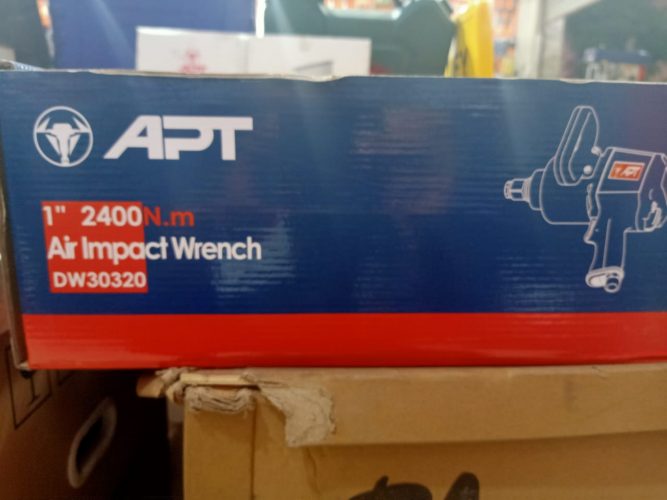 APT
1" 2400N.m
Air Impact Wrench
DW30320
APT